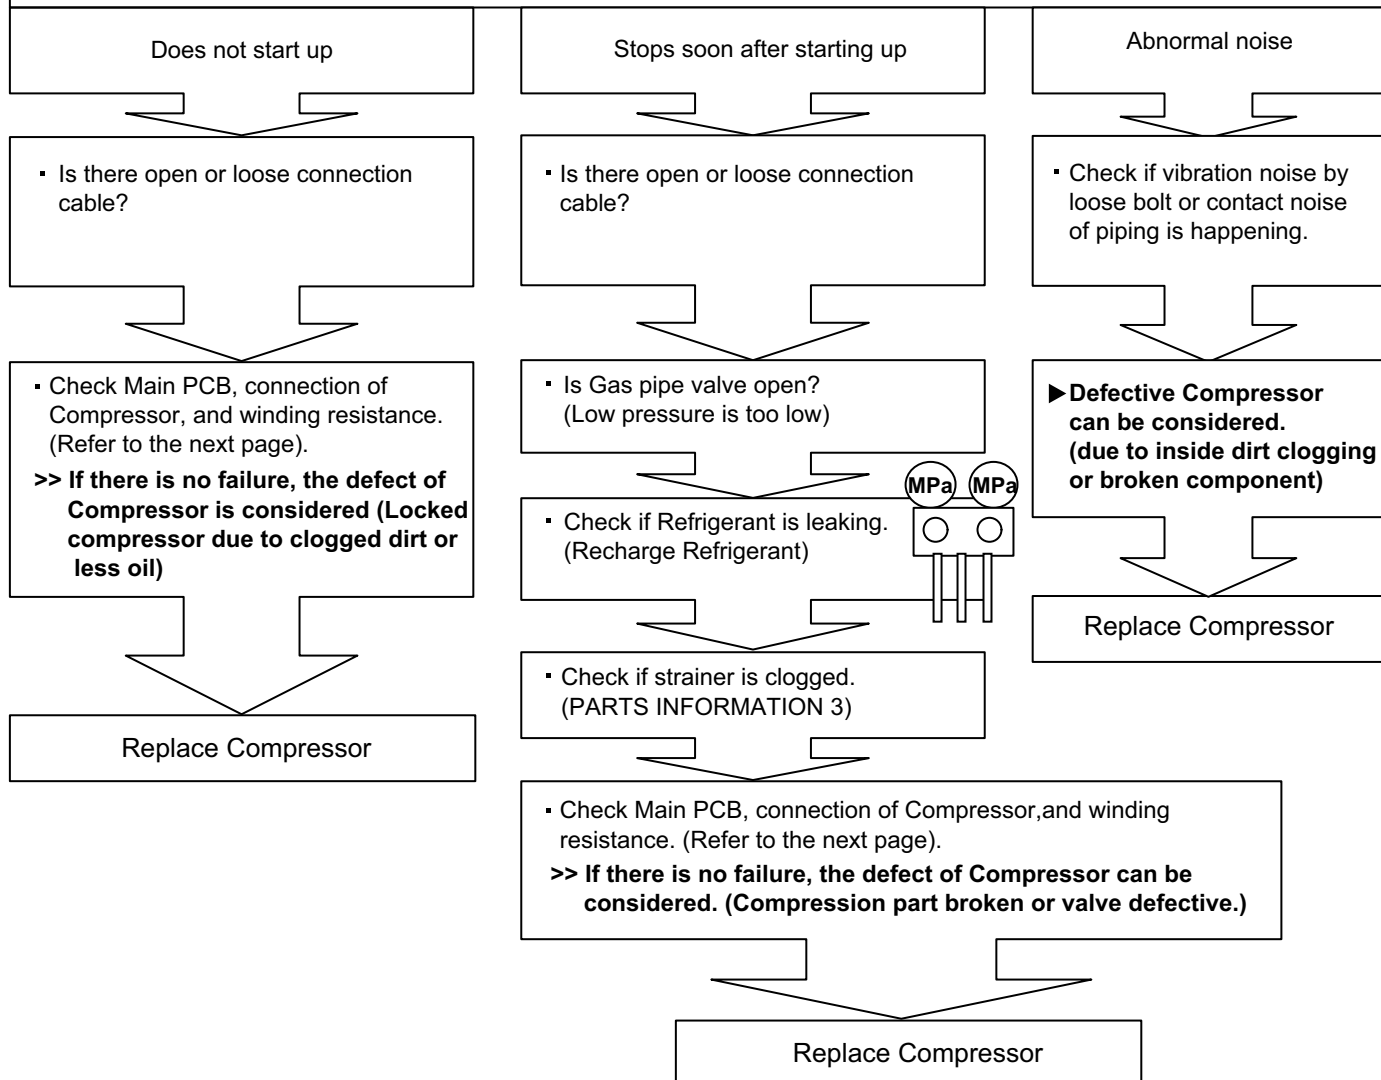 Does not start up
▪ Is there open or loose connection
cable?
▪ Check Main PCB, connection of
Compressor, and winding resistance.
(Refer to the next page).
>> If there is no failure, the defect of
Compressor is considered (Locked
compressor due to clogged dirt or
less oil)
Replace Compressor
Stops soon after starting up
▪ Is there open or loose connection
cable?
▪ Is Gas pipe valve open?
(Low pressure is too low)
▪ Check if Refrigerant is leaking.
(Recharge Refrigerant)
MPa MPa
▪ Check if strainer is clogged.
(PARTS INFORMATION 3)
▪ Check Main PCB, connection of Compressor,and winding
resistance. (Refer to the next page).
>> If there is no failure, the defect of Compressor can be
considered. (Compression part broken or valve defective.)
Replace Compressor
Abnormal noise
▪ Check if vibration noise by
loose bolt or contact noise
of piping is happening.
▶Defective Compressor
can be considered.
(due to inside dirt clogging
or broken component)
Replace Compressor